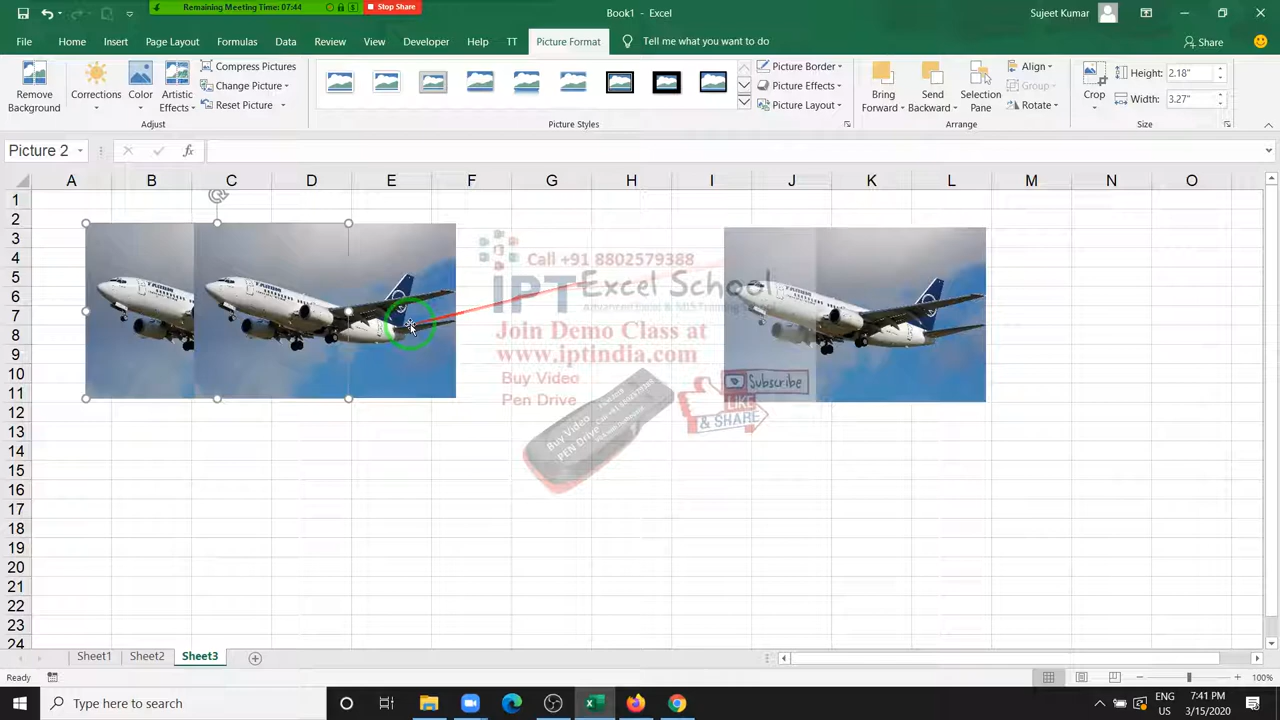 Remaining Meeting Time: 07:44
Stop Share
Book1 - Excel
Sujeet Kumar
File Home Insert Page Layout Formulas Data Review View Developer Help TT Picture Format Tell me what you want to do Share
Remove Background
Corrections
Color
Artistic Effects
Compress Pictures
Change Picture
Reset Picture
Adjust
Picture Styles
Picture Border
Picture Effects
Picture Layout
Bring Forward
Send Backward
Selection Pane
Align
Group
Rotate
Arrange
Crop
Height: 2.18"
Width: 3.27"
Size
Picture 2
fx
A B C D E F G H I J K L M N O
1
2
3
4
5
6
8
9
10
11
12
13
14
15
16
17
18
19
20
21
22
23
24
Call +91 8802579388
IPT Excel School
Join Demo Class at
www.iptindia.com
Buy Video
Pen Drive
Buy Video
PEN Drive
Subscribe
LIKE
& SHARE
Sheet1 Sheet2 Sheet3
Ready
100%
Type here to search
ENG
US
7:41 PM
3/15/2020